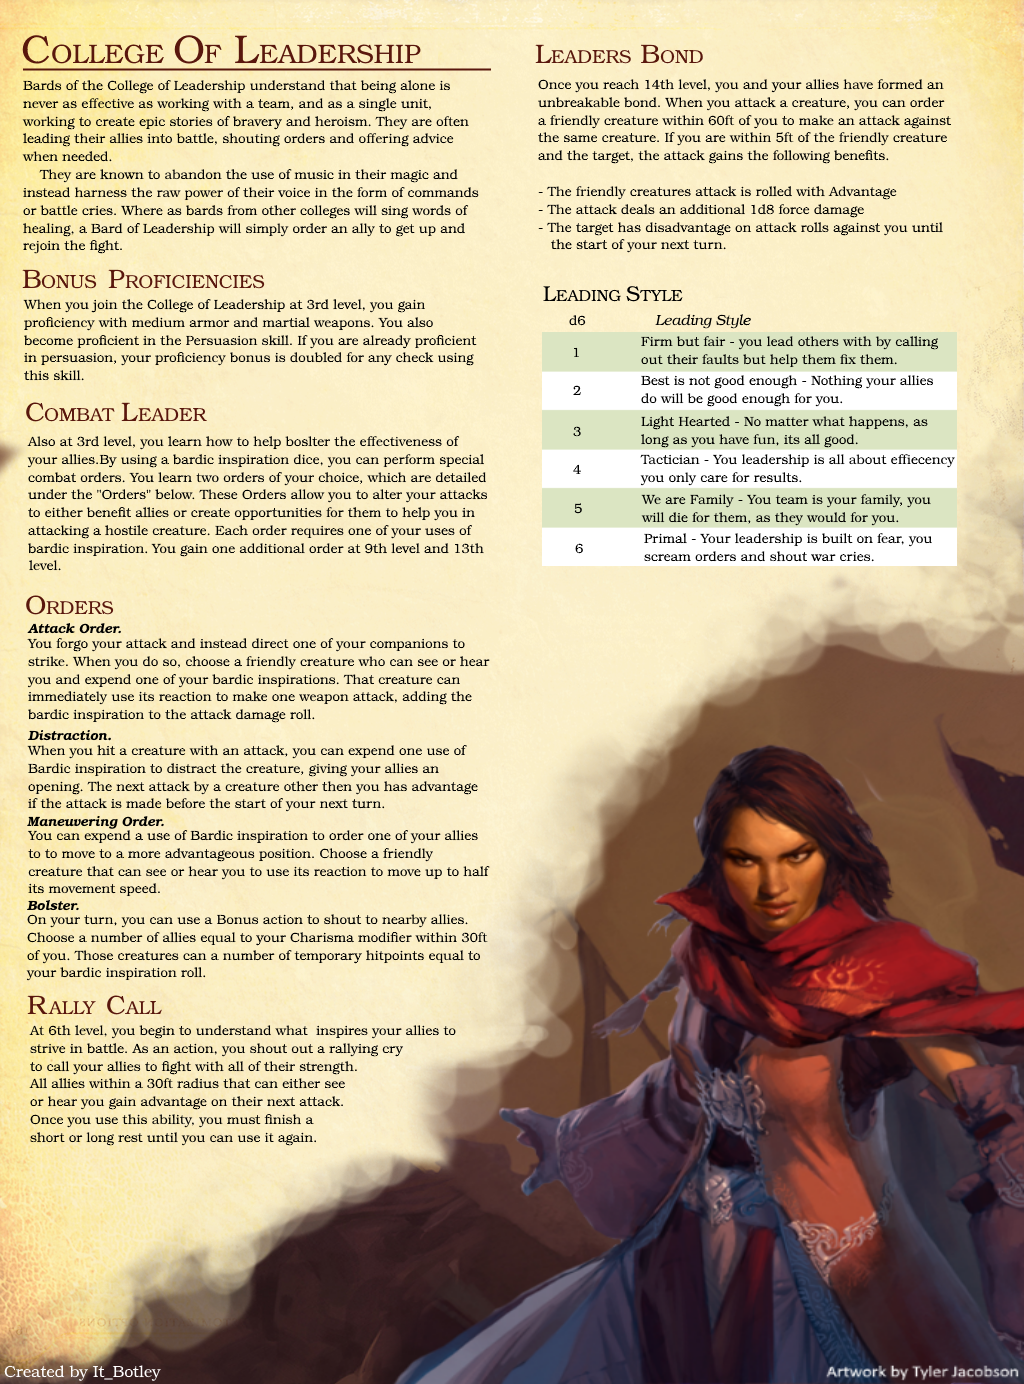 College Of Leadership
Bards of the College of Leadership understand that being alone is
never as effective as working with a team, and as a single unit,
working to create epic stories of bravery and heroism. They are often
leading their allies into battle, shouting orders and offering advice
when needed.
They are known to abandon the use of music in their magic and
instead harness the raw power of their voice in the form of commands
or battle cries. Where as bards from other colleges will sing words of
healing, a Bard of Leadership will simply order an ally to get up and
rejoin the fight.
Bonus Proficiencies
When you join the College of Leadership at 3rd level, you gain
proficiency with medium armor and martial weapons. You also
become proficient in the Persuasion skill. If you are already proficient
in persuasion, your proficiency bonus is doubled for any check using
this skill.
Combat Leader
Also at 3rd level, you learn how to help boslter the effectiveness of
your allies.By using a bardic inspiration dice, you can perform special
combat orders. You learn two orders of your choice, which are detailed
under the "Orders" below. These Orders allow you to alter your attacks
to either benefit allies or create opportunities for them to help you in
attacking a hostile creature. Each order requires one of your uses of
bardic inspiration. You gain one additional order at 9th level and 13th
level.
Orders
Attack Order.
You forgo your attack and instead direct one of your companions to
strike. When you do so, choose a friendly creature who can see or hear
you and expend one of your bardic inspirations. That creature can
immediately use its reaction to make one weapon attack, adding the
bardic inspiration to the attack damage roll.
Distraction.
When you hit a creature with an attack, you can expend one use of
Bardic inspiration to distract the creature, giving your allies an
opening. The next attack by a creature other then you has advantage
if the attack is made before the start of your next turn.
Maneuvering Order.
You can expend a use of Bardic inspiration to order one of your allies
to to move to a more advantageous position. Choose a friendly
creature that can see or hear you to use its reaction to move up to half
its movement speed.
Bolster.
On your turn, you can use a Bonus action to shout to nearby allies.
Choose a number of allies equal to your Charisma modifier within 30ft
of you. Those creatures can a number of temporary hitpoints equal to
your bardic inspiration roll.
Rally Call
At 6th level, you begin to understand what inspires your allies to
strive in battle. As an action, you shout out a rallying cry
to call your allies to fight with all of their strength.
All allies within a 30ft radius that can either see
or hear you gain advantage on their next attack.
Once you use this ability, you must finish a
short or long rest until you can use it again.
Leaders Bond
Once you reach 14th level, you and your allies have formed an
unbreakable bond. When you attack a creature, you can order
a friendly creature within 60ft of you to make an attack against
the same creature. If you are within 5ft of the friendly creature
and the target, the attack gains the following benefits.
- The friendly creatures attack is rolled with Advantage
- The attack deals an additional 1d8 force damage
- The target has disadvantage on attack rolls against you until
the start of your next turn.
Leading Style
d6 Leading Style
1 Firm but fair - you lead others with by calling
out their faults but help them fix them.
2 Best is not good enough - Nothing your allies
do will be good enough for you.
3 Light Hearted - No matter what happens, as
long as you have fun, its all good.
4 Tactician - You leadership is all about effiecency
you only care for results.
5 We are Family - You team is your family, you
will die for them, as they would for you.
6 Primal - Your leadership is built on fear, you
scream orders and shout war cries.
Created by It_Botley
Artwork by Tyler Jacobson